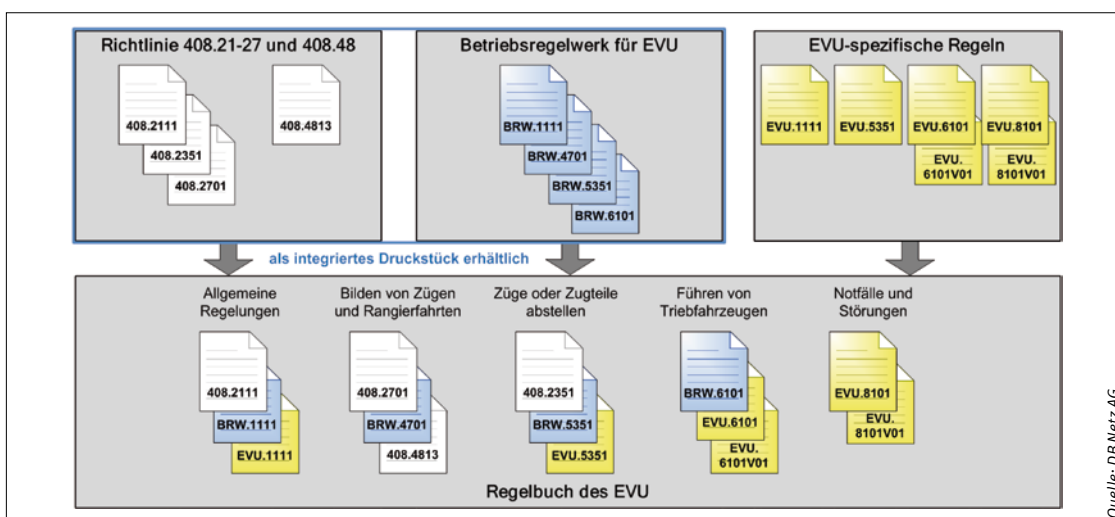 Richtlinie 408.21-27 und 408.48
408.2111
408.2351
408.2701
408.4813
Betriebsregelwerk für EVU
BRW.1111
BRW.4701
BRW.5351
BRW.6101
EVU-spezifische Regeln
EVU.1111
EVU.5351
EVU.6101
EVU.
6101V01
EVU.8101
EVU.
8101V01
als integriertes Druckstück erhältlich
Allgemeine
Regelungen
408.2111
BRW.1111
EVU.1111
Bilden von Zügen
und Rangierfahrten
408.2701
BRW.4701
408.4813
Züge oder Zugteile
abstellen
408.2351
BRW.5351
EVU.5351
Führen von
Triebfahrzeugen
BRW.6101
EVU.6101
EVU.
6101V01
Notfälle und
Störungen
EVU.8101
EVU.
8101V01
Regelbuch des EVU
Quelle: DB Netz AG